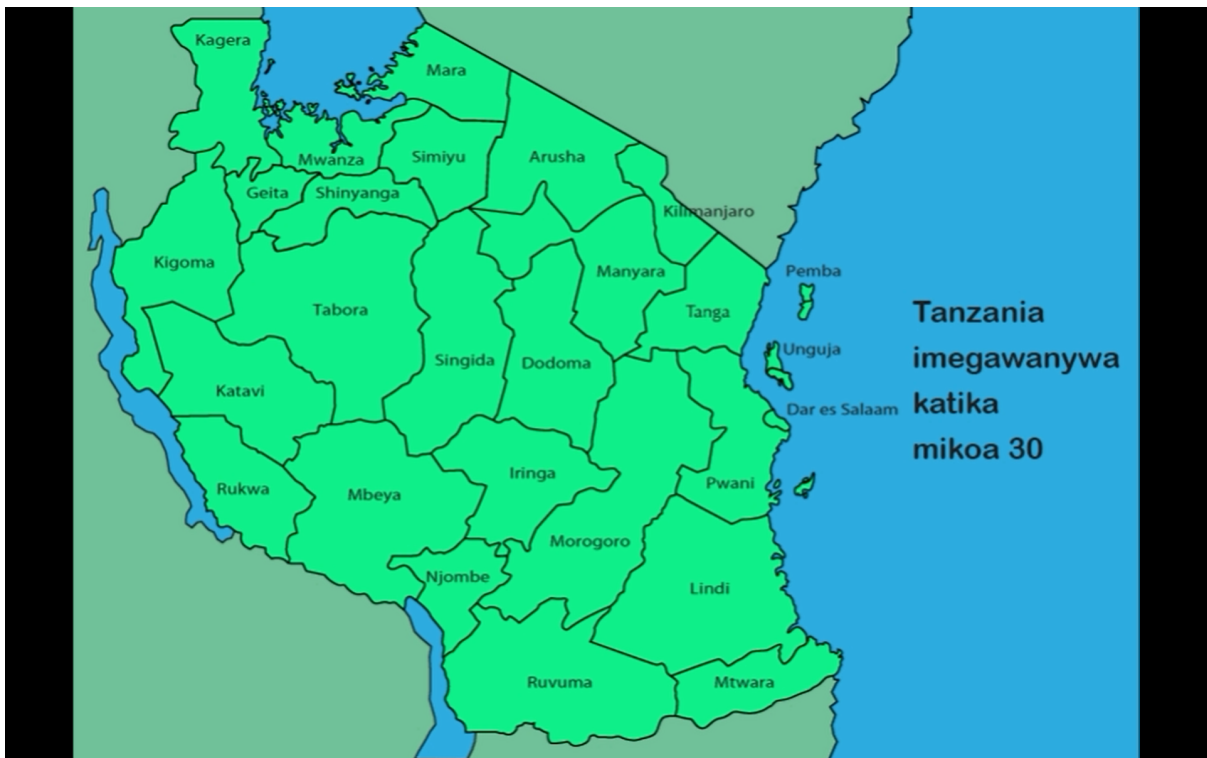 Kagera
Mara
Mwanza
Simiyu
Arusha
Geita
Shinyanga
Kilimanjaro
Kigoma
Manyara
Pemba
Tabora
Tanga
Unguja
Singida
Dodoma
Katavi
Dar es Salaam
Iringa
Pwani
Rukwa
Mbeya
Morogoro
Njombe
Lindi
Ruvuma
Mtwara
Tanzania
imegawanywa
katika
mikoa 30